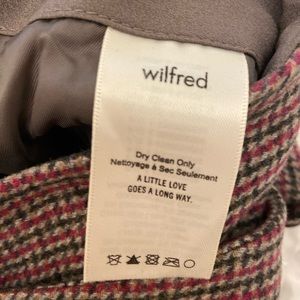 wilfred
Dry Clean Only
Nettoyage à Sec Seulement
A LITTLE LOVE
GOES A LONG WAY.